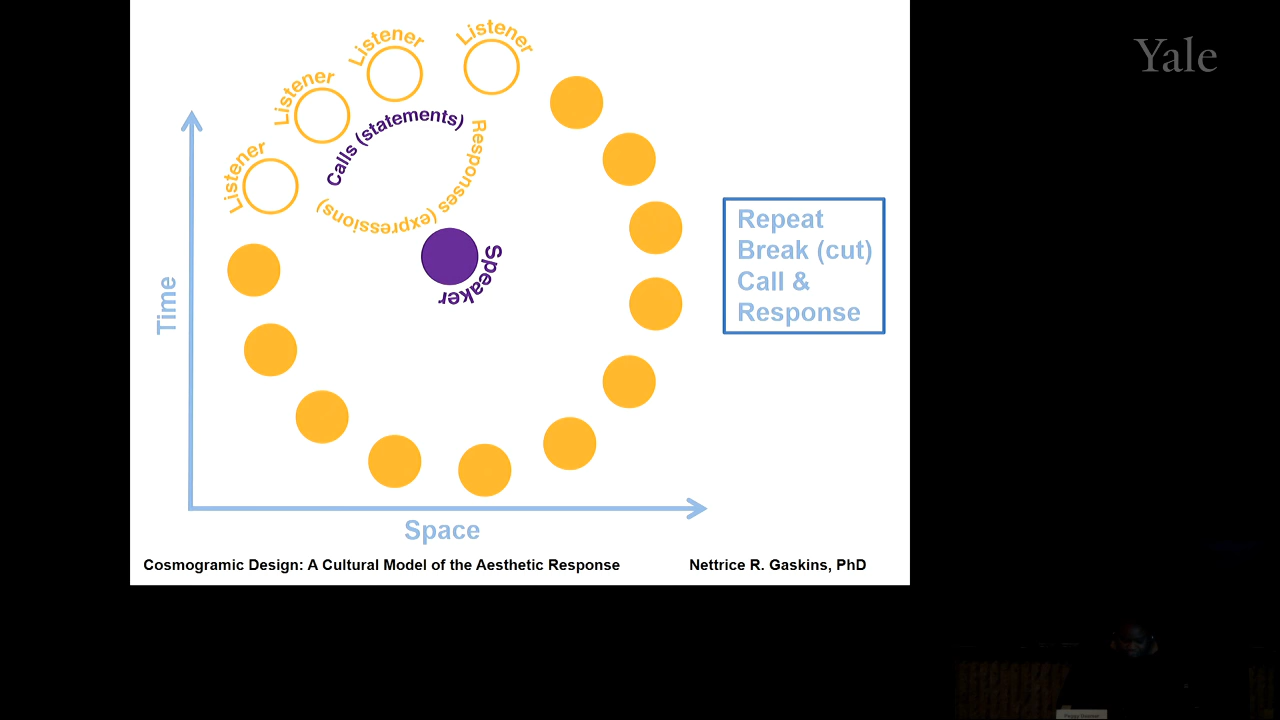 Listener
Listener
Listener
Listener
Calls (statements)
Responses (expressions)
Speaker
Time
Space
Repeat
Break (cut)
Call &
Response
Cosmogramic Design: A Cultural Model of the Aesthetic Response
Nettrice R. Gaskins, PhD
Yale